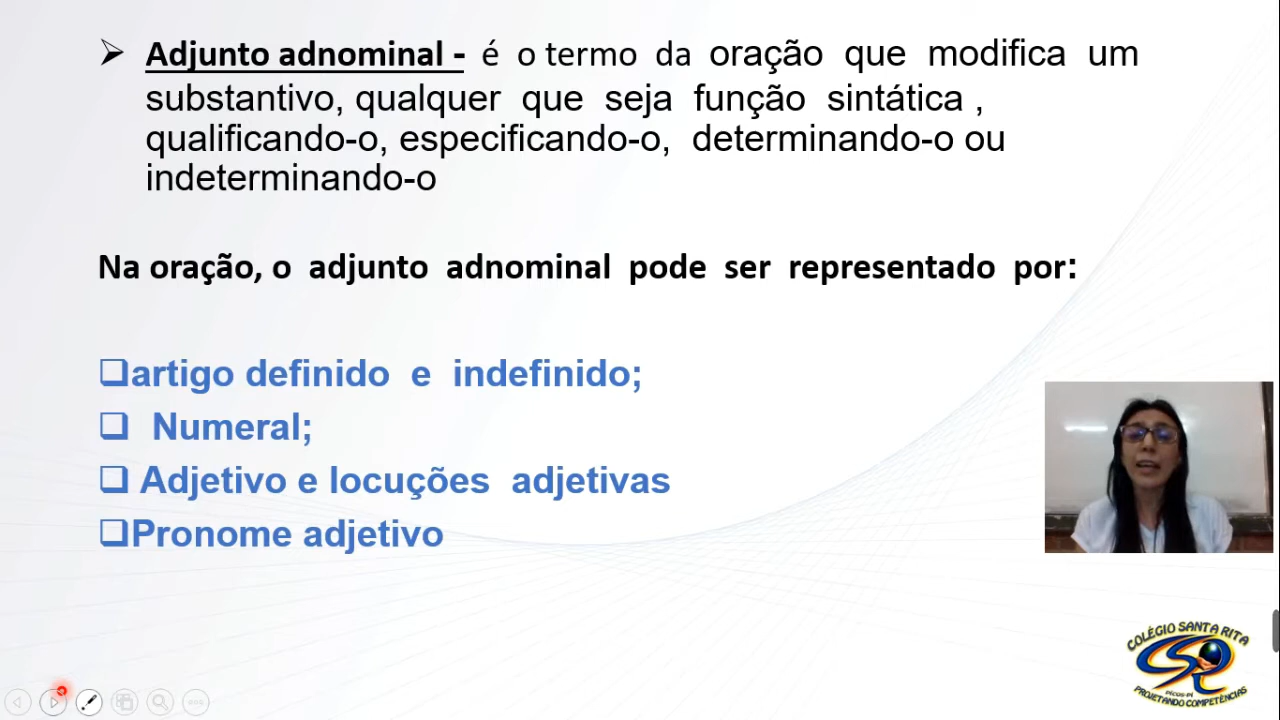 Adjunto adnominal - é o termo da oração que modifica um
substantivo, qualquer que seja função sintática ,
qualificando-o, especificando-o, determinando-o ou
indeterminando-o
Na oração, o adjunto adnominal pode ser representado por:
artigo definido e indefinido;
Numeral;
Adjetivo e locuções adjetivas
Pronome adjetivo
COLÉGIO SANTA RITA
PICOS-PI
PROJETANDO COMPETÊNCIAS